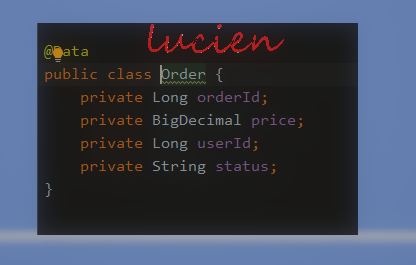 lucien
@Data
public class Order {
    private Long orderId;
    private BigDecimal price;
    private Long userId;
    private String status;
}